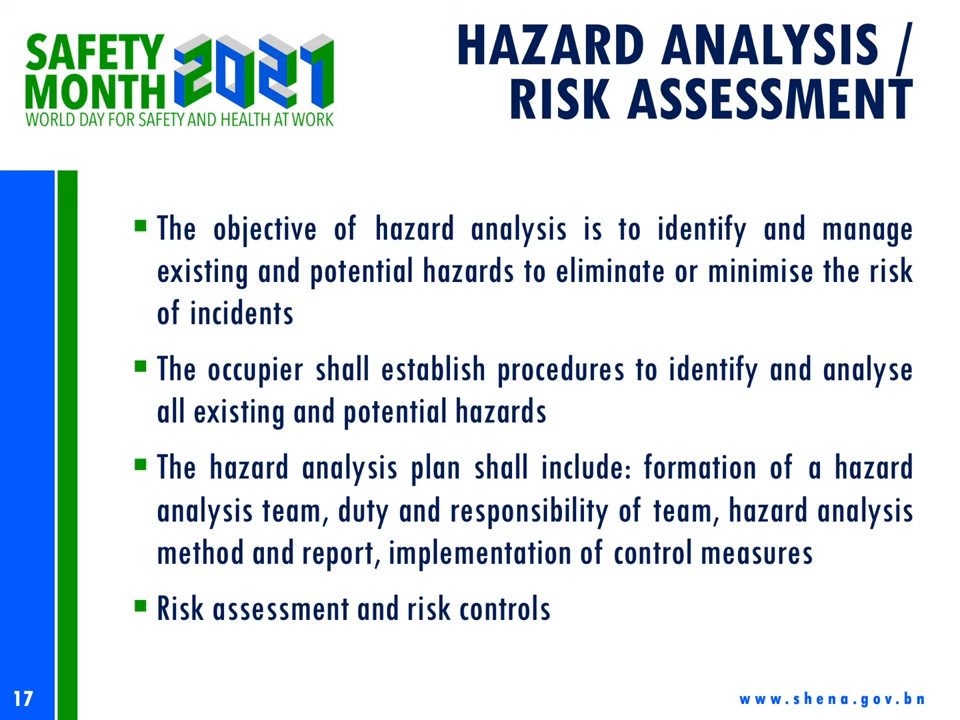 SAFETY
MONTH 2021
WORLD DAY FOR SAFETY AND HEALTH AT WORK
HAZARD ANALYSIS /
RISK ASSESSMENT
▪ The objective of hazard analysis is to identify and manage
existing and potential hazards to eliminate or minimise the risk
of incidents
▪ The occupier shall establish procedures to identify and analyse
all existing and potential hazards
▪ The hazard analysis plan shall include: formation of a hazard
analysis team, duty and responsibility of team, hazard analysis
method and report, implementation of control measures
▪ Risk assessment and risk controls
17
www.shena.gov.bn